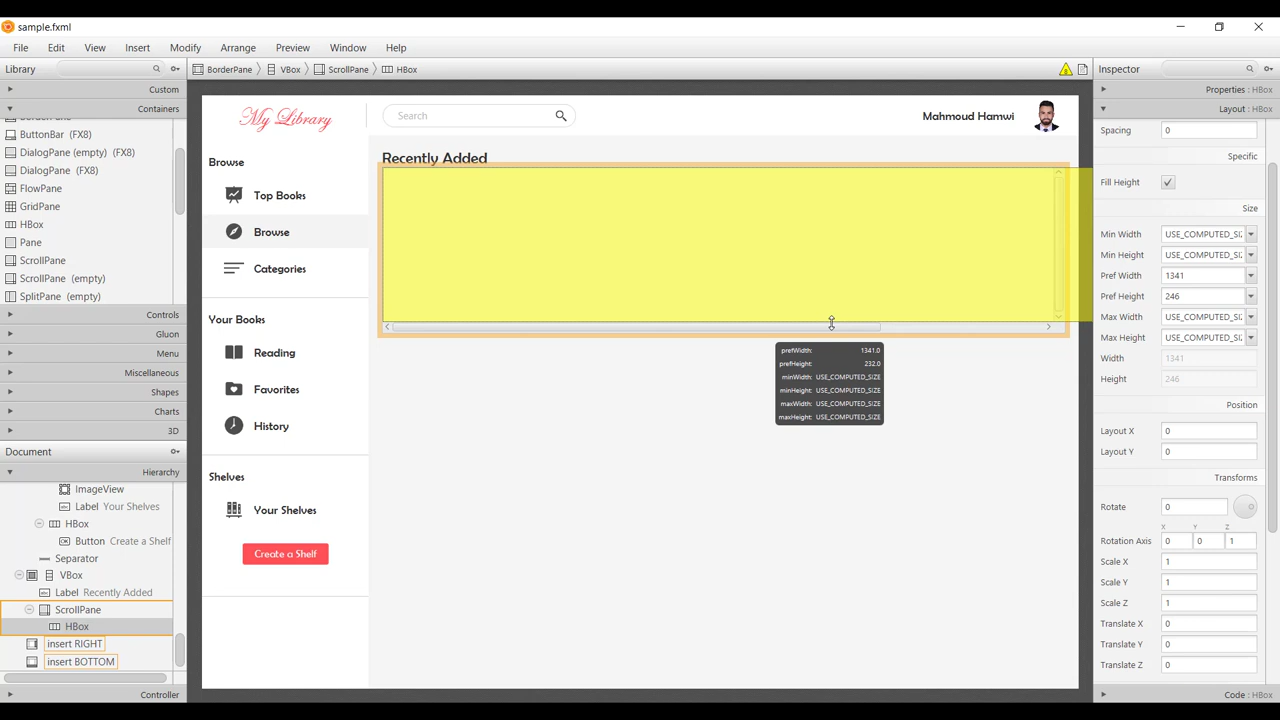 sample.fxml
File Edit View Insert Modify Arrange Preview Window Help
Library
BorderPane VBox ScrollPane HBox
Inspector
Custom
Containers
ButtonBar (FX8)
DialogPane (empty) (FX8)
DialogPane (FX8)
FlowPane
GridPane
HBox
Pane
ScrollPane
ScrollPane (empty)
SplitPane (empty)
Controls
Gluon
Menu
Miscellaneous
Shapes
Charts
3D
Document
Hierarchy
ImageView
Label Your Shelves
HBox
Button Create a Shelf
Separator
VBox
Label Recently Added
ScrollPane
HBox
insert RIGHT
insert BOTTOM
Controller
My Library
Search
Mahmoud Hamwi
Browse
Top Books
Browse
Categories
Your Books
Reading
Favorites
History
Shelves
Your Shelves
Create a Shelf
Recently Added
prefWidth: 1341.0
prefHeight: 232.0
minWidth: USE_COMPUTED_SIZE
minHeight: USE_COMPUTED_SIZE
maxWidth: USE_COMPUTED_SIZE
maxHeight: USE_COMPUTED_SIZE
Properties : HBox
Layout : HBox
Spacing 0
Specific
Fill Height
Size
Min Width USE_COMPUTED_SIZ
Min Height USE_COMPUTED_SIZ
Pref Width 1341
Pref Height 246
Max Width USE_COMPUTED_SIZ
Max Height USE_COMPUTED_SIZ
Width 1341
Height 246
Position
Layout X 0
Layout Y 0
Transforms
Rotate 0
X Y Z
Rotation Axis 0 0 1
Scale X 1
Scale Y 1
Scale Z 1
Translate X 0
Translate Y 0
Translate Z 0
Code : HBox